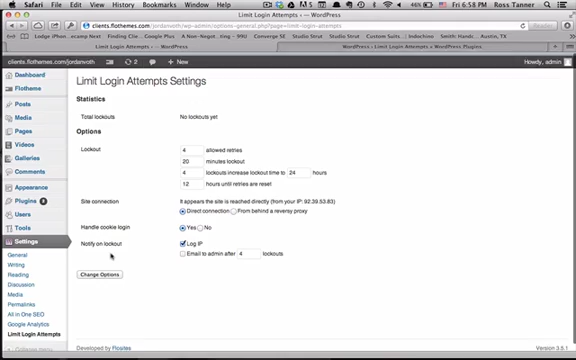 Safari File Edit View History Bookmarks Window Help
46% Fri 6:58 PM Ross Tanner
Limit Login Attempts ‹ — WordPress
clients.flothemes.com/jordanvoth/wp-admin/options-general.php?page=limit-login-attempts
Limit Login Attempts ‹ — WordPress
WordPress › Limit Login Attempts « WordPress Plugins
clients.flothemes.com
2
+ New
Howdy, admin
Dashboard
Flotheme
Posts
Media
Pages
Videos
Galleries
Comments
Appearance
Plugins 3
Users
Tools
Settings
General
Writing
Reading
Discussion
Media
Permalinks
All in One SEO
Google Analytics
Limit Login Attempts
Limit Login Attempts Settings
Statistics
Total lockouts No lockouts yet
Options
Lockout 4 allowed retries
20 minutes lockout
4 lockouts increase lockout time to 24 hours
12 hours until retries are reset
Site connection It appears the site is reached directly (from your IP: 92.39.53.83)
Direct connection From behind a reverse proxy
Handle cookie login Yes No
Notify on lockout Log IP
Email to admin after 4 lockouts
Change Options
Developed by Flosites
Version 3.5.1